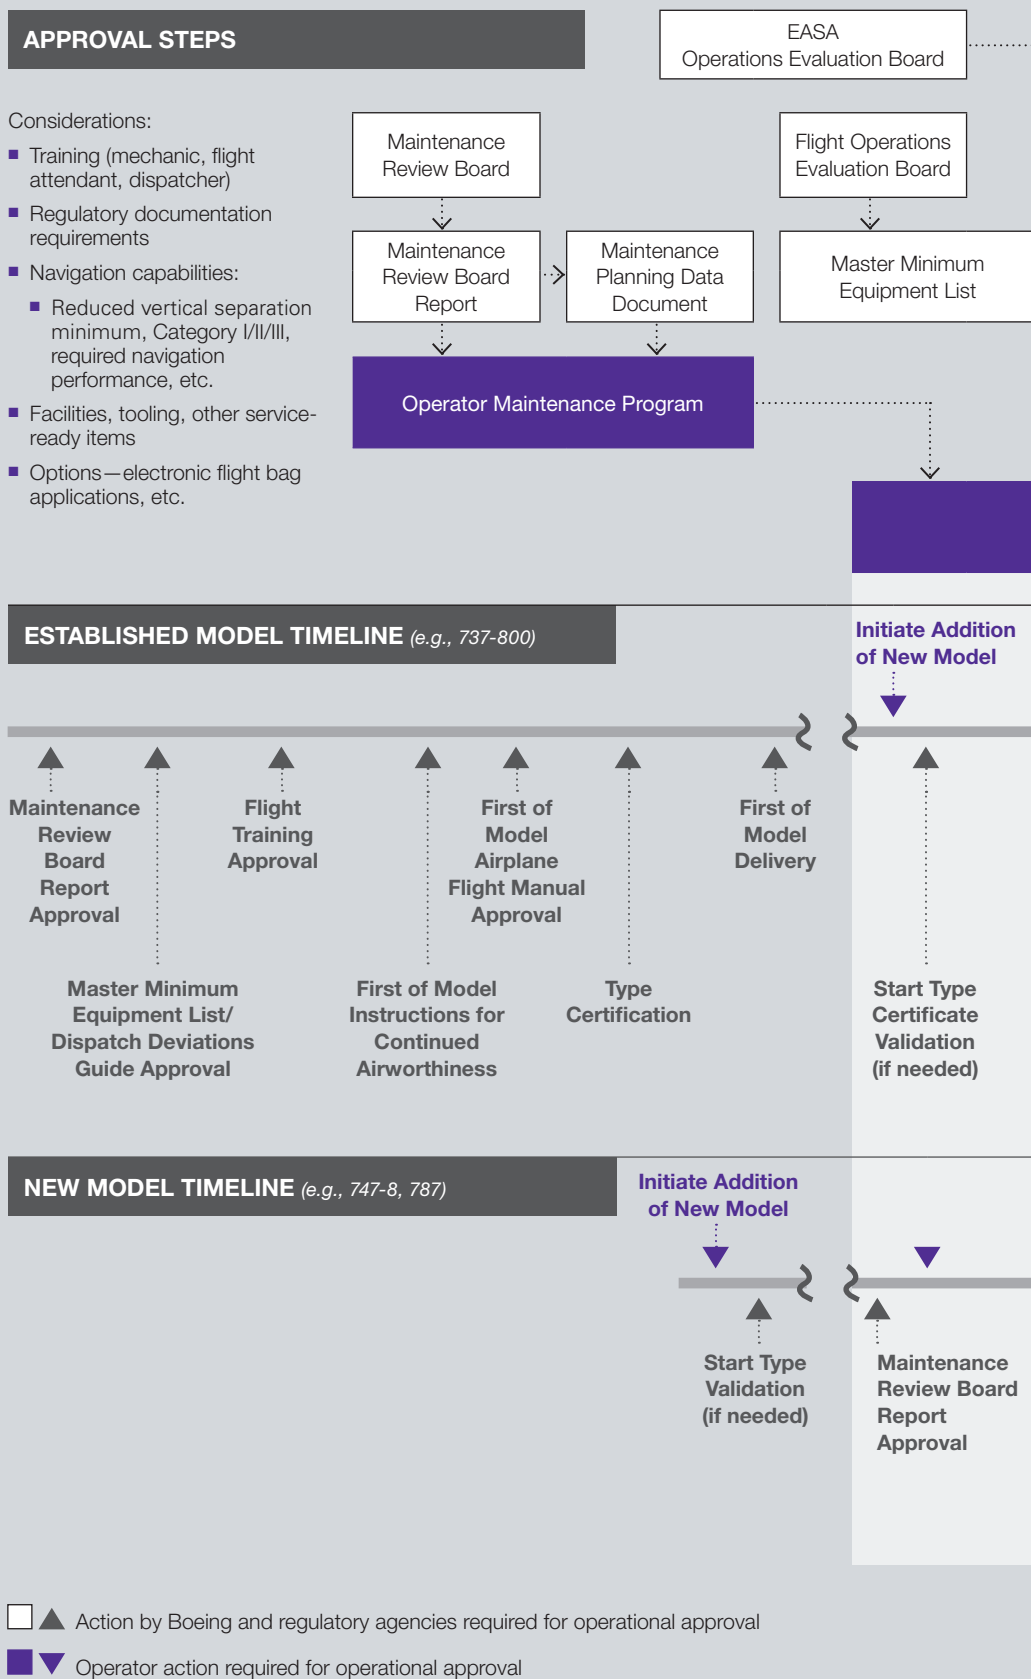 APPROVAL STEPS
EASA
Operations Evaluation Board
Considerations:
Training (mechanic, flight
attendant, dispatcher)
Regulatory documentation
requirements
Navigation capabilities:
Reduced vertical separation
minimum, Category I/II/III,
required navigation
performance, etc.
Facilities, tooling, other service-
ready items
Options—electronic flight bag
applications, etc.
Maintenance
Review Board
Flight Operations
Evaluation Board
Maintenance
Review Board
Report
Maintenance
Planning Data
Document
Master Minimum
Equipment List
Operator Maintenance Program
ESTABLISHED MODEL TIMELINE (e.g., 737-800)
Initiate Addition
of New Model
Maintenance
Review
Board
Report
Approval
Flight
Training
Approval
First of
Model
Airplane
Flight Manual
Approval
First of
Model
Delivery
Master Minimum
Equipment List/
Dispatch Deviations
Guide Approval
First of Model
Instructions for
Continued
Airworthiness
Type
Certification
Start Type
Certificate
Validation
(if needed)
NEW MODEL TIMELINE (e.g., 747-8, 787)
Initiate Addition
of New Model
Start Type
Validation
(if needed)
Maintenance
Review Board
Report
Approval
Action by Boeing and regulatory agencies required for operational approval
Operator action required for operational approval